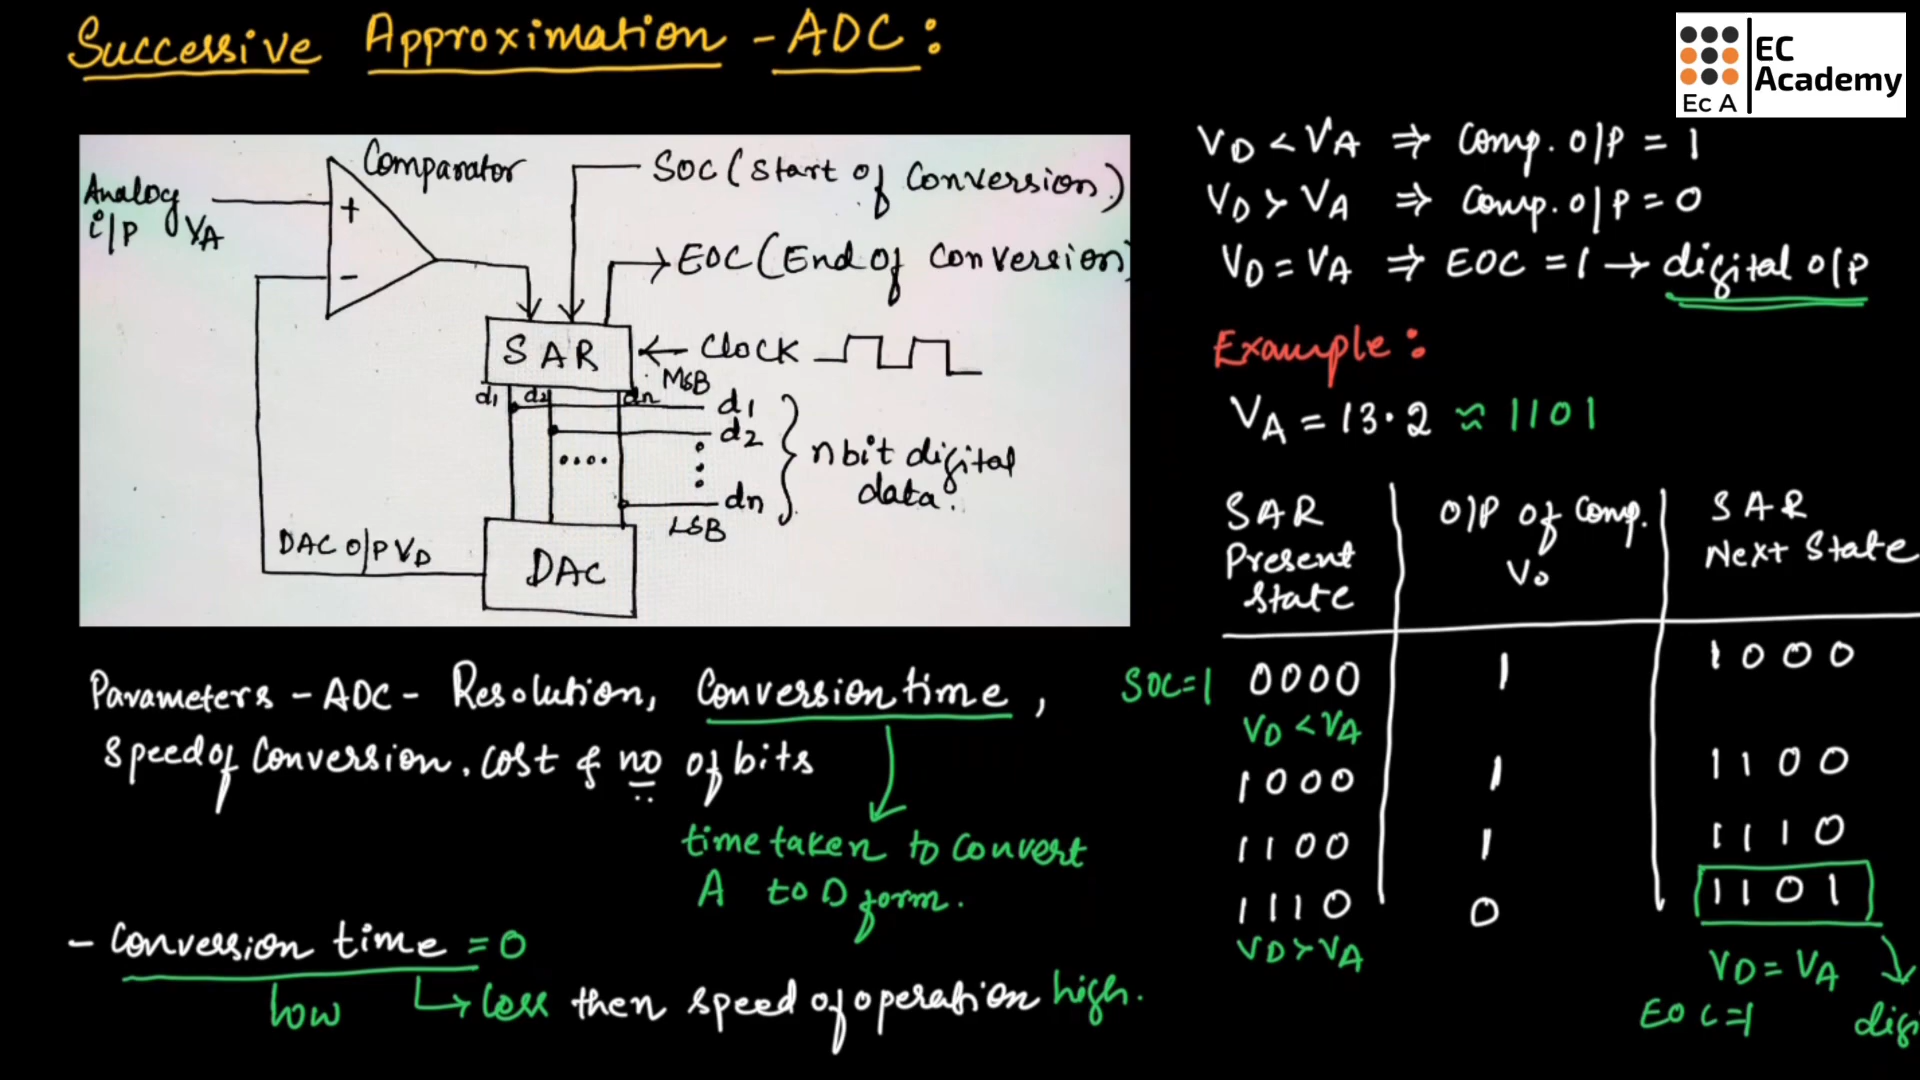 Successive Approximation - ADC :
EC
Academy
Ec A
Comparator
Analog
i/P VA
+
-
SOC (Start of Conversion)
EOC (End of Conversion)
SAR
Clock
MSB
d1 d2 dn
d1
d2
dn
LSB
n bit digital
data.
DAC O/P VD
DAC
VD < VA ⇒ Comp. o/p = 1
VD > VA ⇒ Comp. o/p = 0
VD = VA ⇒ EOC = 1 → digital o/p
Example :
VA = 13.2 ≈ 1101
SAR
Present
State
O/P of Comp.
Vo
SAR
Next State
SOC=1 0000 1 1000
VD < VA
1000 1 1100
1100 1 1110
1110 0 1101
VD > VA
VD = VA
EOC=1
digi
Parameters - ADC - Resolution, Conversion time,
Speed of Conversion, Cost & no of bits
time taken to convert
A to D form.
- Conversion time = 0
low
↳ less then speed of operation high.